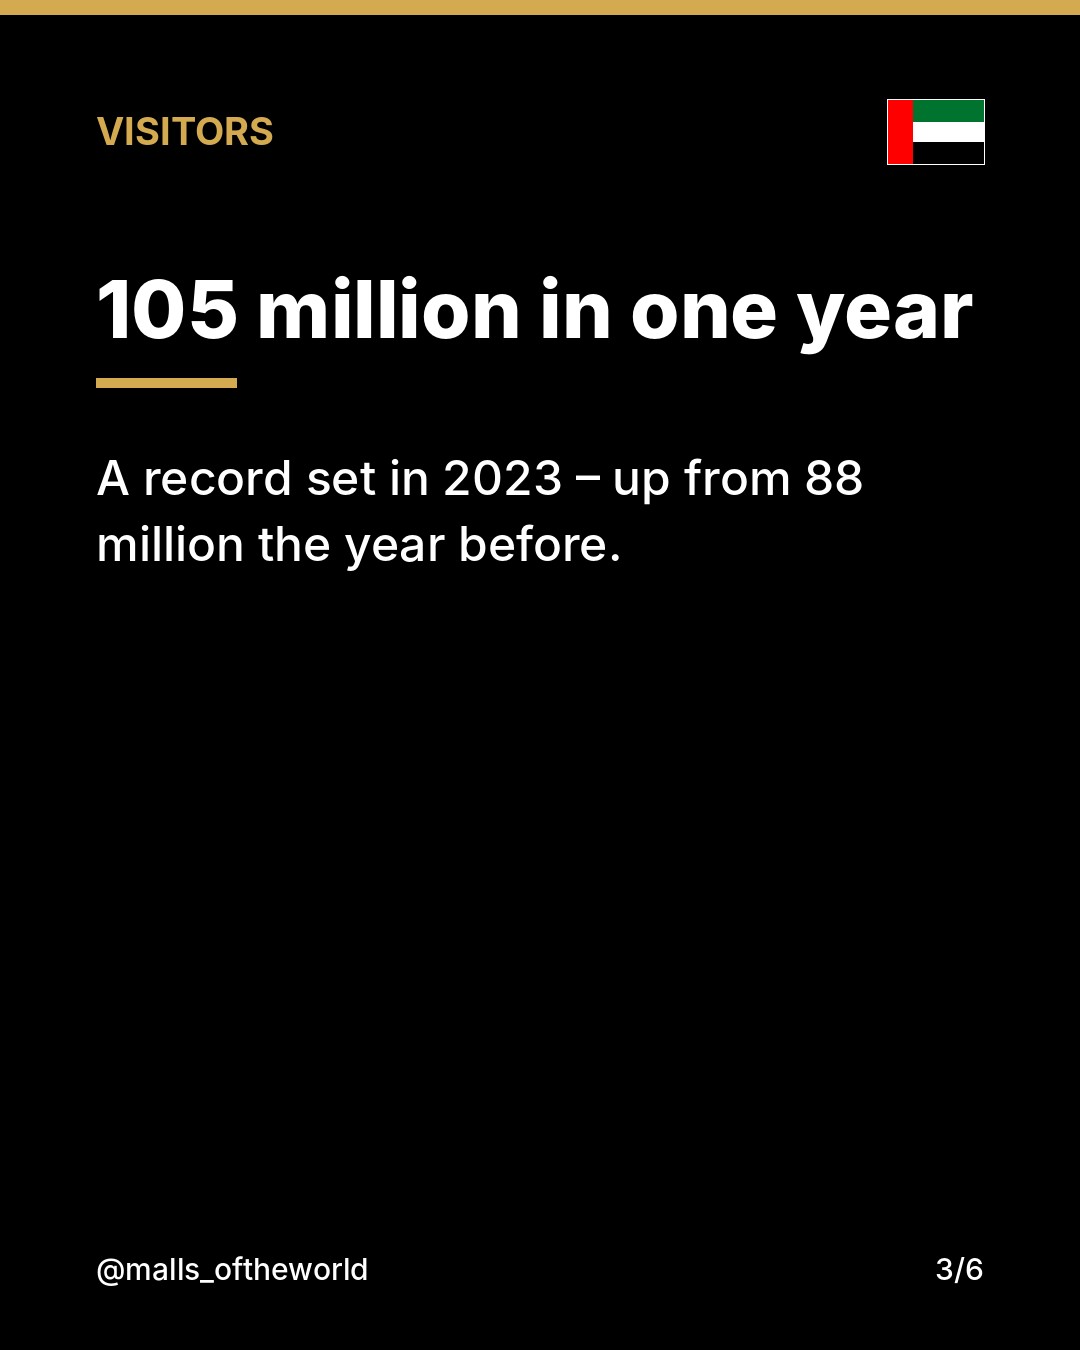 VISITORS
105 million in one year
A record set in 2023 – up from 88
million the year before.
@malls_oftheworld
3/6